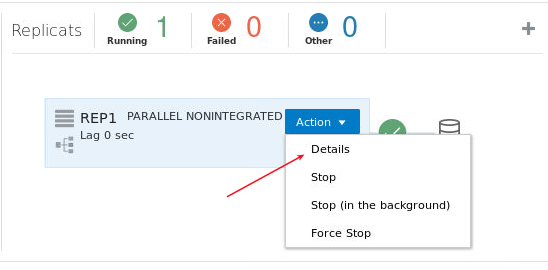 Replicats
Running 1
Failed 0
Other 0
REP1 PARALLEL NONINTEGRATED
Lag 0 sec
Action
Details
Stop
Stop (in the background)
Force Stop